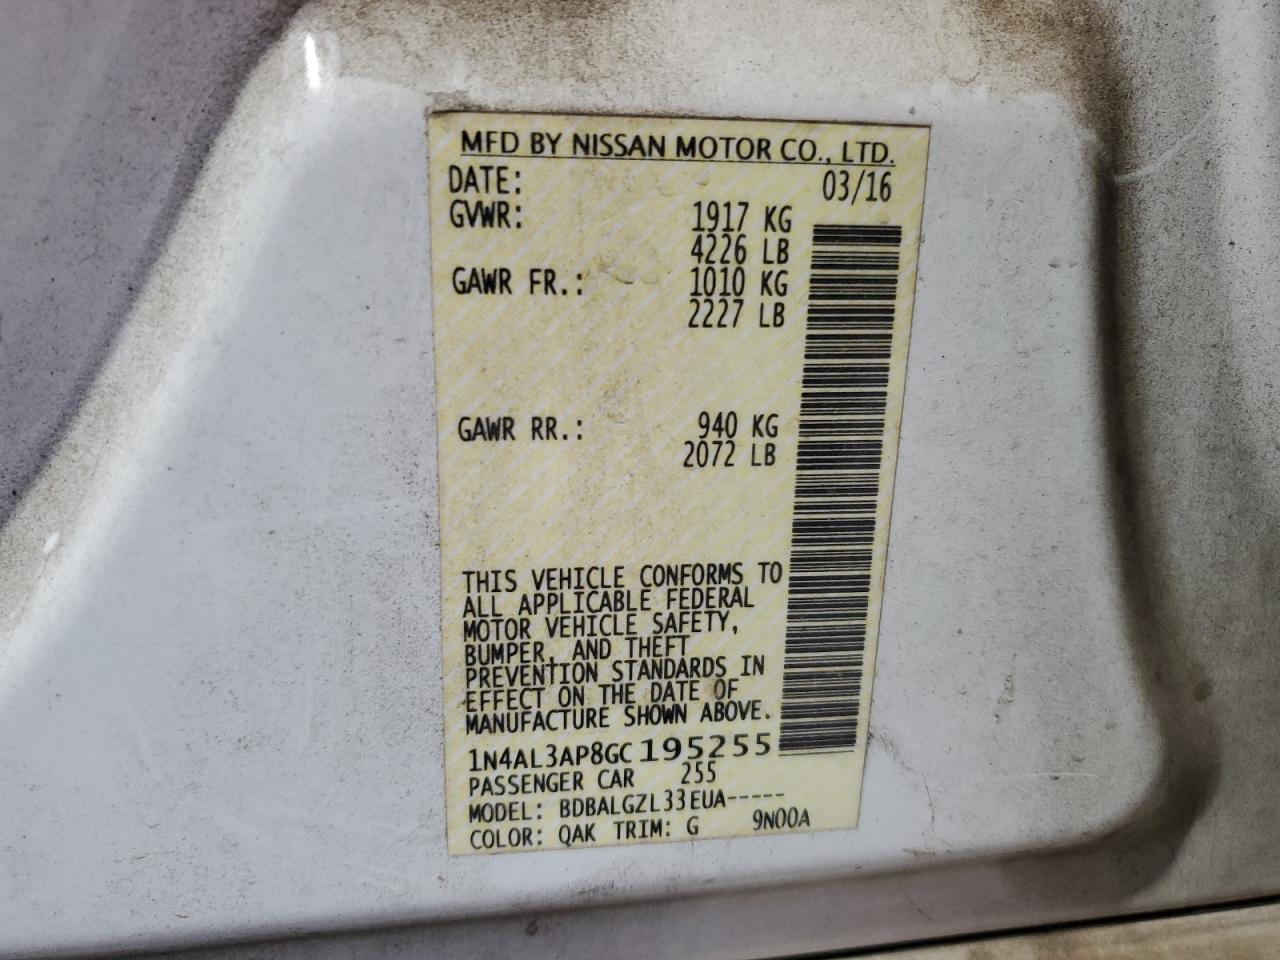 MFD BY NISSAN MOTOR CO., LTD.
DATE: 03/16
GVWR: 1917 KG
4226 LB
GAWR FR.: 1010 KG
2227 LB
GAWR RR.: 940 KG
2072 LB
THIS VEHICLE CONFORMS TO
ALL APPLICABLE FEDERAL
MOTOR VEHICLE SAFETY,
BUMPER, AND THEFT
PREVENTION STANDARDS IN
EFFECT ON THE DATE OF
MANUFACTURE SHOWN ABOVE.
1N4AL3AP8GC195255
PASSENGER CAR 255
MODEL: BDBALGZL33EUA-----
COLOR: QAK TRIM: G 9N00A